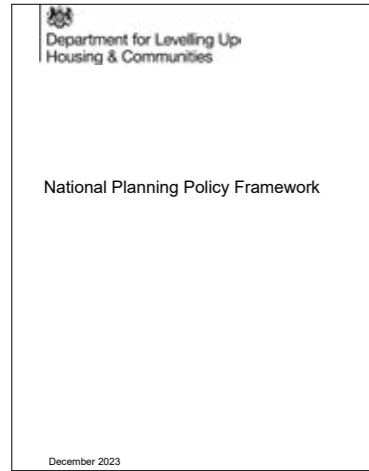 Department for Levelling Up
Housing & Communities
National Planning Policy Framework
December 2023